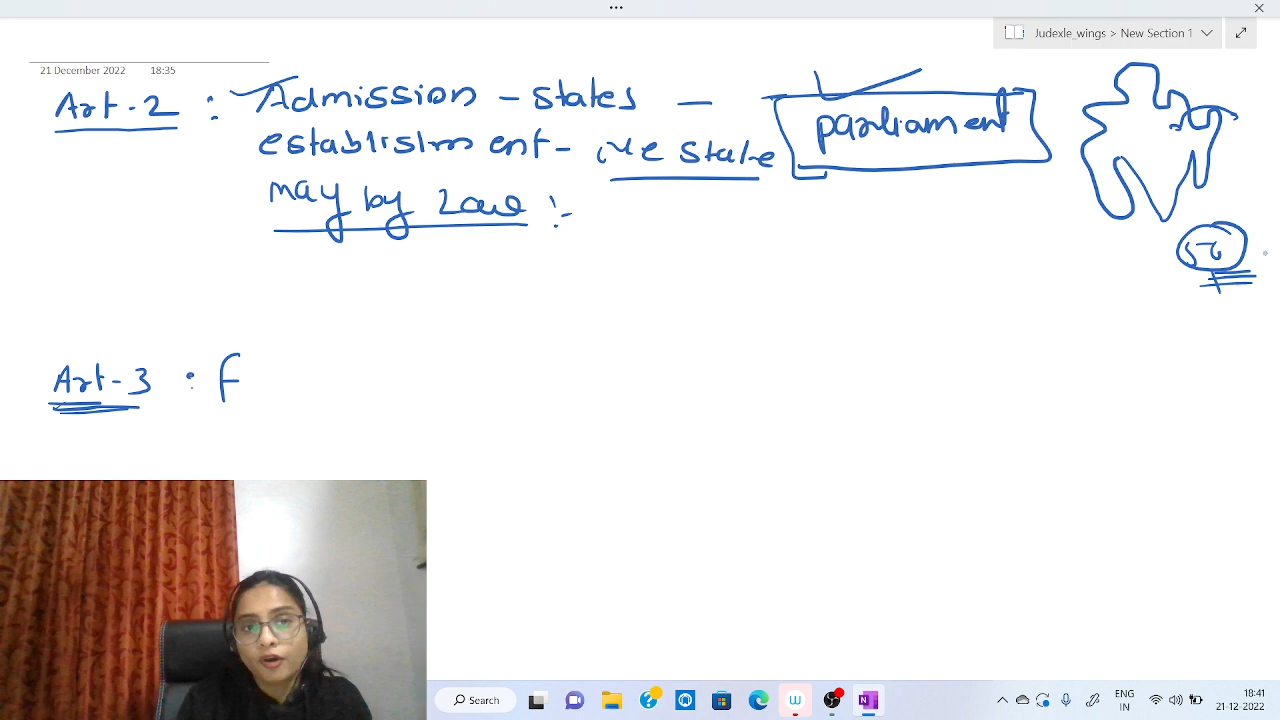 Judexle_wings > New Section 1
21 December 2022 18:35
Art-2 : Admission - states - parliament
establishment - new state
may by Law :-
Art-3 : F
Search
ENG
IN
18:41
21-12-2022